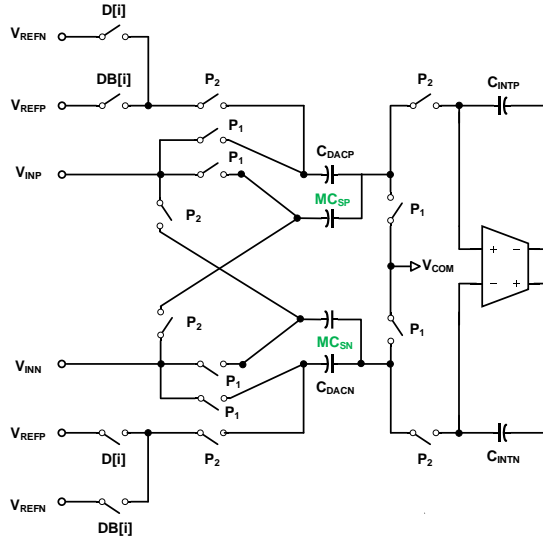 D[i]
VREFN
DB[i]
P2
P2
CINTP
VREFP
P1
P1
CDACP
VINP
MCSP
P2
P1
+ −
VCOM
− +
P2
P1
MCSN
VINN
P1
CDACN
P1
VREFP
D[i]
P2
P2
CINTN
VREFN
DB[i]